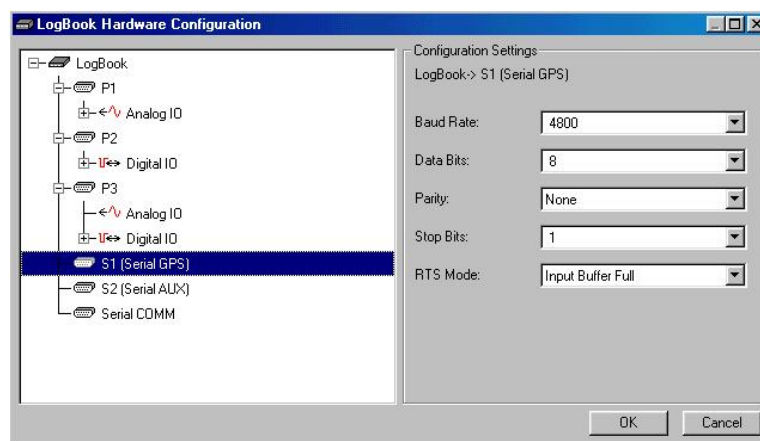 LogBook Hardware Configuration
LogBook
P1
Analog IO
P2
Digital IO
P3
Analog IO
Digital IO
S1 (Serial GPS)
S2 (Serial AUX)
Serial COMM
Configuration Settings
LogBook-> S1 (Serial GPS)
Baud Rate: 4800
Data Bits: 8
Parity: None
Stop Bits: 1
RTS Mode: Input Buffer Full
OK Cancel